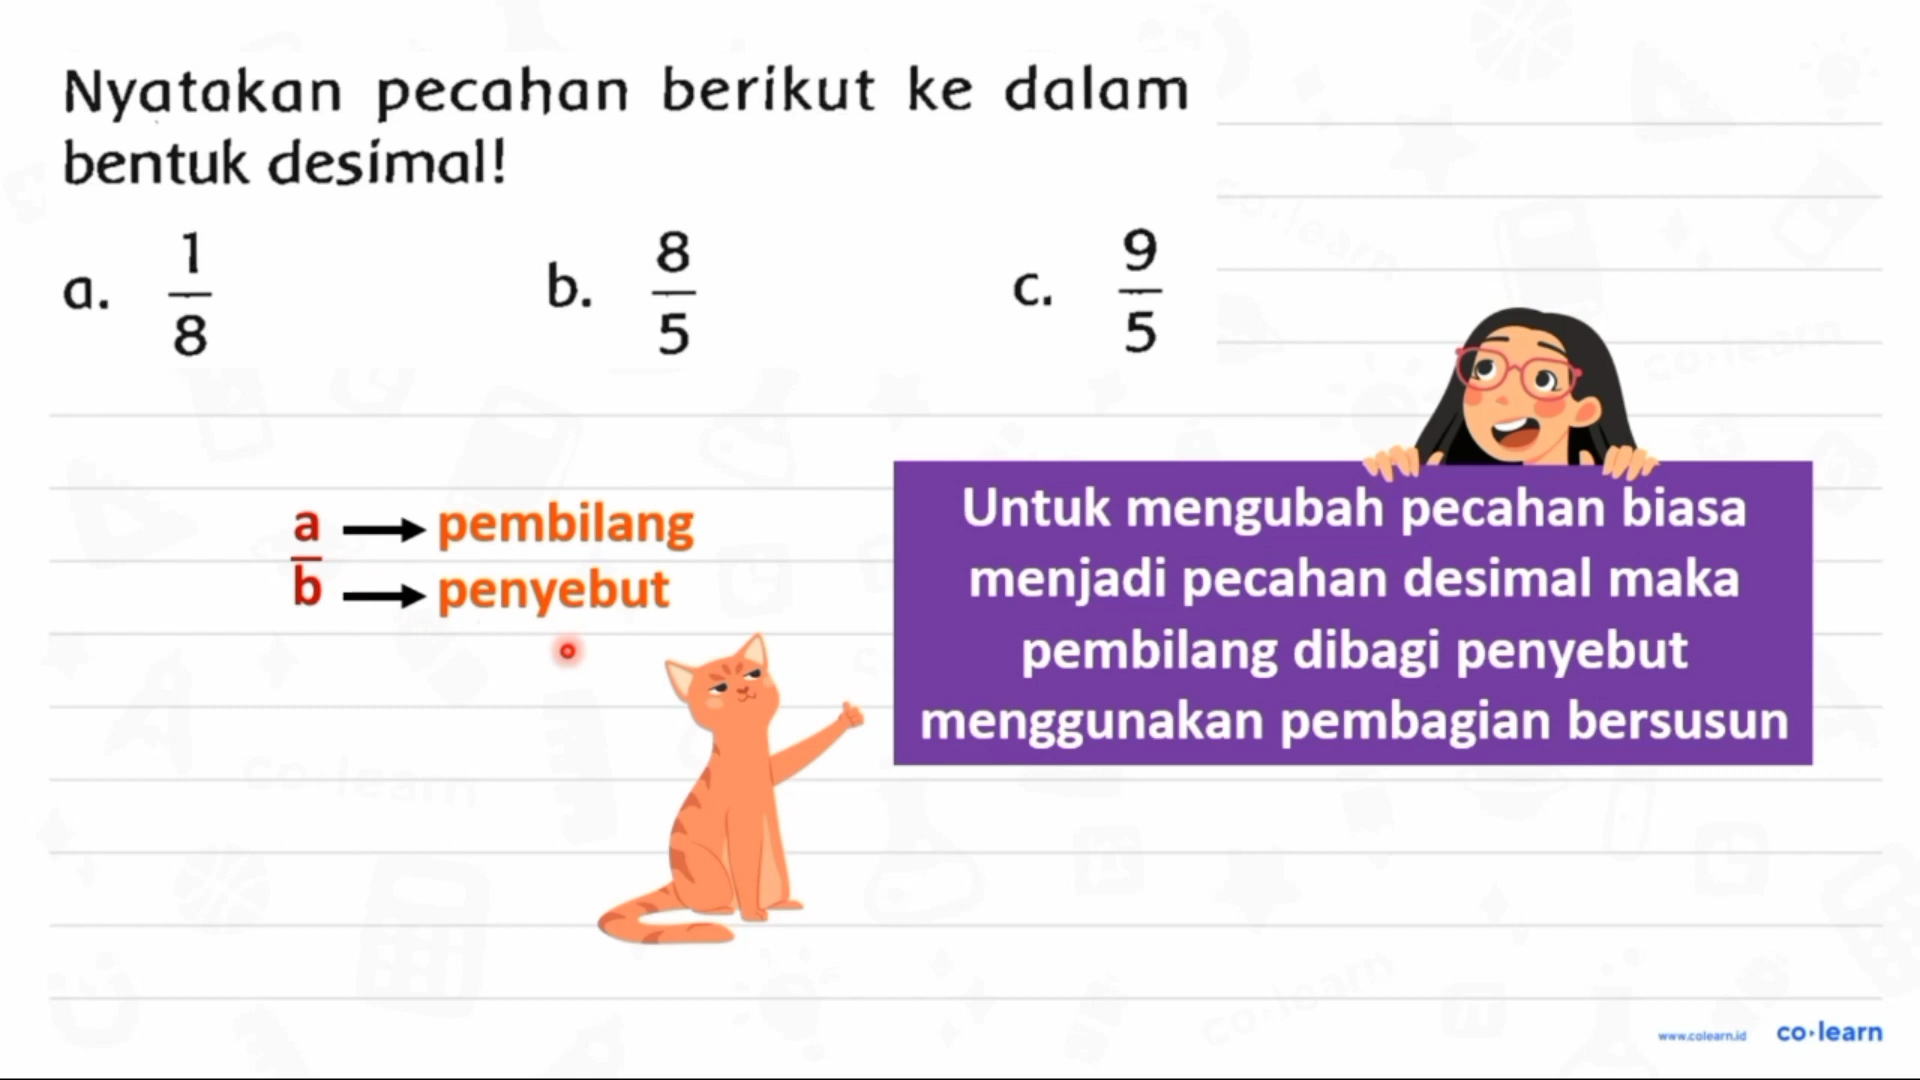 Nyatakan pecahan berikut ke dalam
bentuk desimal!
a. 1/8 b. 8/5 c. 9/5
a → pembilang
b → penyebut
Untuk mengubah pecahan biasa
menjadi pecahan desimal maka
pembilang dibagi penyebut
menggunakan pembagian bersusun
www.colearn.id co·learn